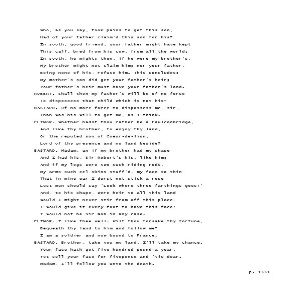 Who, as you say, took pains to get this son,
Had of your father claim'd this son for his?
In sooth, good friend, your father might have kept
This calf, bred from his cow, from all the world;
In sooth, he might; then, if he were my brother's,
My brother might not claim him; nor your father,
Being none of his, refuse him. This concludes:
My mother's son did get your father's heir;
Your father's heir must have your father's land.
ROBERT. Shall then my father's will be of no force
To dispossess that child which is not his?
BASTARD. Of no more force to dispossess me, sir,
Than was his will to get me, as I think.
ELINOR. Whether hadst thou rather be a Faulconbridge,
And like thy brother, to enjoy thy land,
Or the reputed son of Coeur-de-lion,
Lord of thy presence and no land beside?
BASTARD. Madam, an if my brother had my shape
And I had his, Sir Robert's his, like him;
And if my legs were two such riding-rods,
My arms such eel-skins stuff'd, my face so thin
That in mine ear I durst not stick a rose
Lest men should say 'Look where three-farthings goes!'
And, to his shape, were heir to all this land-
Would I might never stir from off this place,
I would give it every foot to have this face!
I would not be Sir Nob in any case.
ELINOR. I like thee well. Wilt thou forsake thy fortune,
Bequeath thy land to him and follow me?
I am a soldier and now bound to France.
BASTARD. Brother, take you my land, I'll take my chance.
Your face hath got five hundred pound a year,
Yet sell your face for fivepence and 'tis dear.
Madam, I'll follow you unto the death.